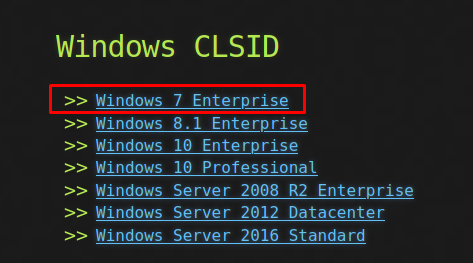 Windows CLSID
>> Windows 7 Enterprise
>> Windows 8.1 Enterprise
>> Windows 10 Enterprise
>> Windows 10 Professional
>> Windows Server 2008 R2 Enterprise
>> Windows Server 2012 Datacenter
>> Windows Server 2016 Standard